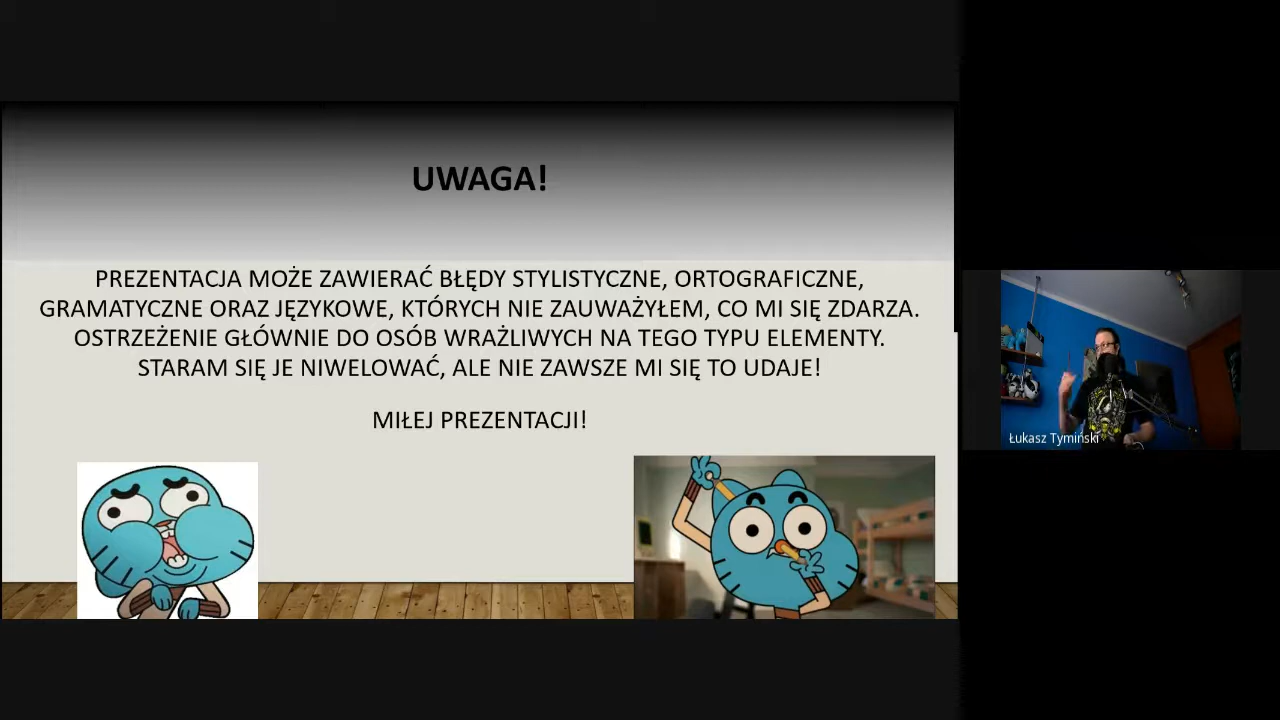 UWAGA!
PREZENTACJA MOŻE ZAWIERAĆ BŁĘDY STYLISTYCZNE, ORTOGRAFICZNE,
GRAMATYCZNE ORAZ JĘZYKOWE, KTÓRYCH NIE ZAUWAŻYŁEM, CO MI SIĘ ZDARZA.
OSTRZEŻENIE GŁÓWNIE DO OSÓB WRAŻLIWYCH NA TEGO TYPU ELEMENTY.
STARAM SIĘ JE NIWELOWAĆ, ALE NIE ZAWSZE MI SIĘ TO UDAJE!
MIŁEJ PREZENTACJI!
Łukasz Tymiński